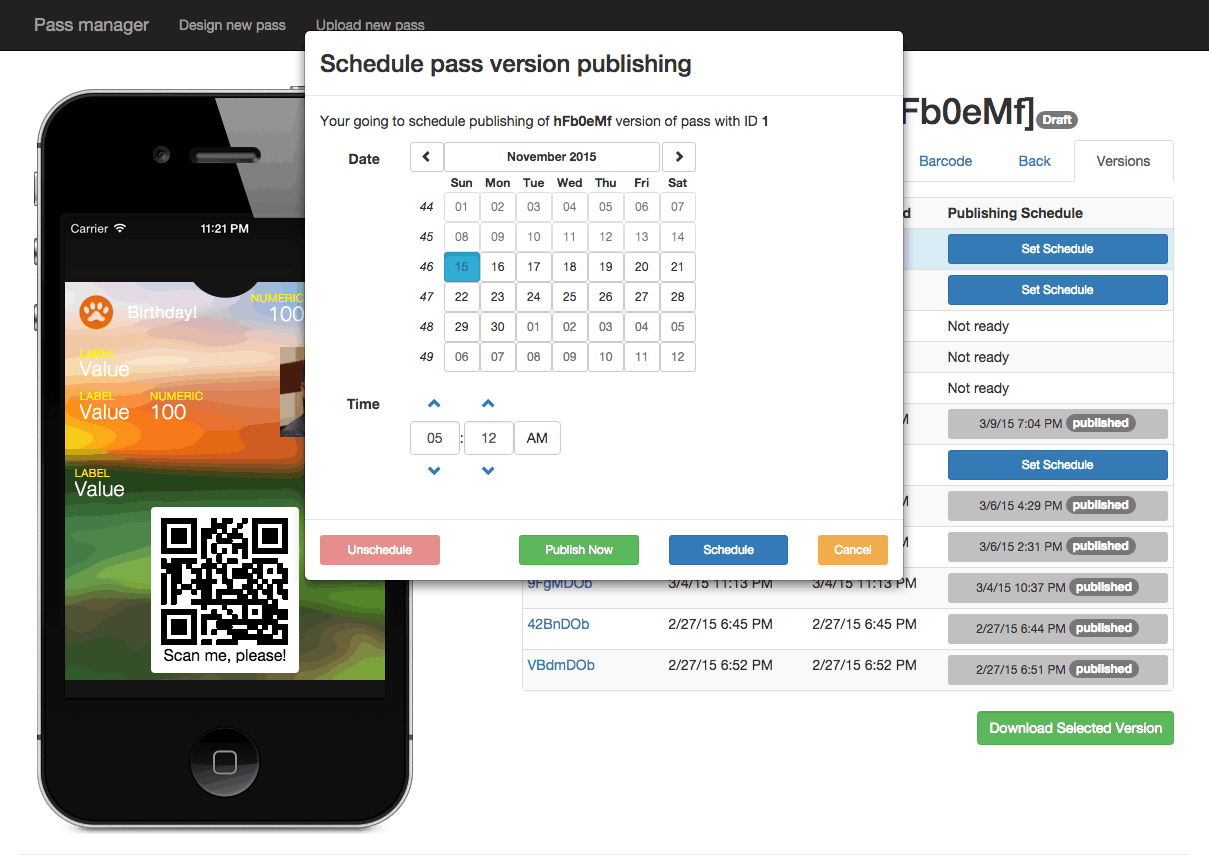 Pass manager Design new pass Upload new pass
Schedule pass version publishing
Your going to schedule publishing of hFb0eMf version of pass with ID 1
Date
November 2015
Sun Mon Tue Wed Thu Fri Sat
44 01 02 03 04 05 06 07
45 08 09 10 11 12 13 14
46 15 16 17 18 19 20 21
47 22 23 24 25 26 27 28
48 29 30 01 02 03 04 05
49 06 07 08 09 10 11 12
Time
05 : 12 AM
Unschedule Publish Now Schedule Cancel
Carrier 11:21 PM
Birthday!
NUMERIC
100
LABEL
Value
LABEL NUMERIC
Value 100
LABEL
Value
Scan me, please!
Fb0eMf] Draft
Barcode Back Versions
d Publishing Schedule
Set Schedule
Set Schedule
Not ready
Not ready
Not ready
M 3/9/15 7:04 PM published
Set Schedule
M 3/6/15 4:29 PM published
M 3/6/15 2:31 PM published
9FgMDOb 3/4/15 11:13 PM 3/4/15 11:13 PM 3/4/15 10:37 PM published
42BnDOb 2/27/15 6:45 PM 2/27/15 6:45 PM 2/27/15 6:44 PM published
VBdmDOb 2/27/15 6:52 PM 2/27/15 6:52 PM 2/27/15 6:51 PM published
Download Selected Version